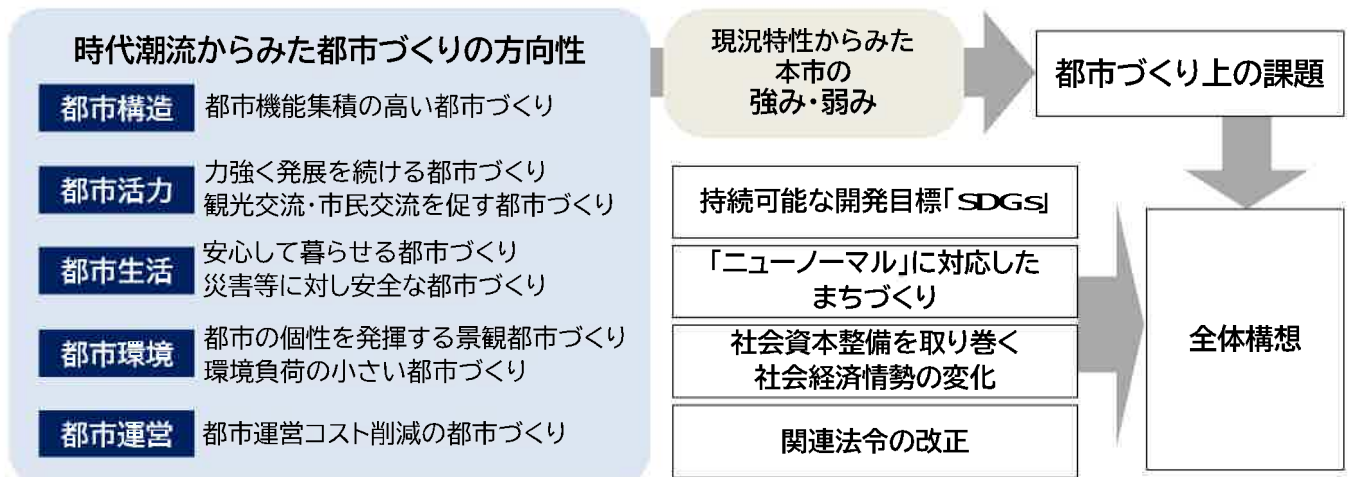 時代潮流からみた都市づくりの方向性
都市構造
都市機能集積の高い都市づくり
都市活力
力強く発展を続ける都市づくり
観光交流・市民交流を促す都市づくり
都市生活
安心して暮らせる都市づくり
災害等に対し安全な都市づくり
都市環境
都市の個性を発揮する景観都市づくり
環境負荷の小さい都市づくり
都市運営
都市運営コスト削減の都市づくり
現況特性からみた
本市の
強み・弱み
都市づくり上の課題
持続可能な開発目標「SDGs」
「ニューノーマル」に対応した
まちづくり
社会資本整備を取り巻く
社会経済情勢の変化
関連法令の改正
全体構想